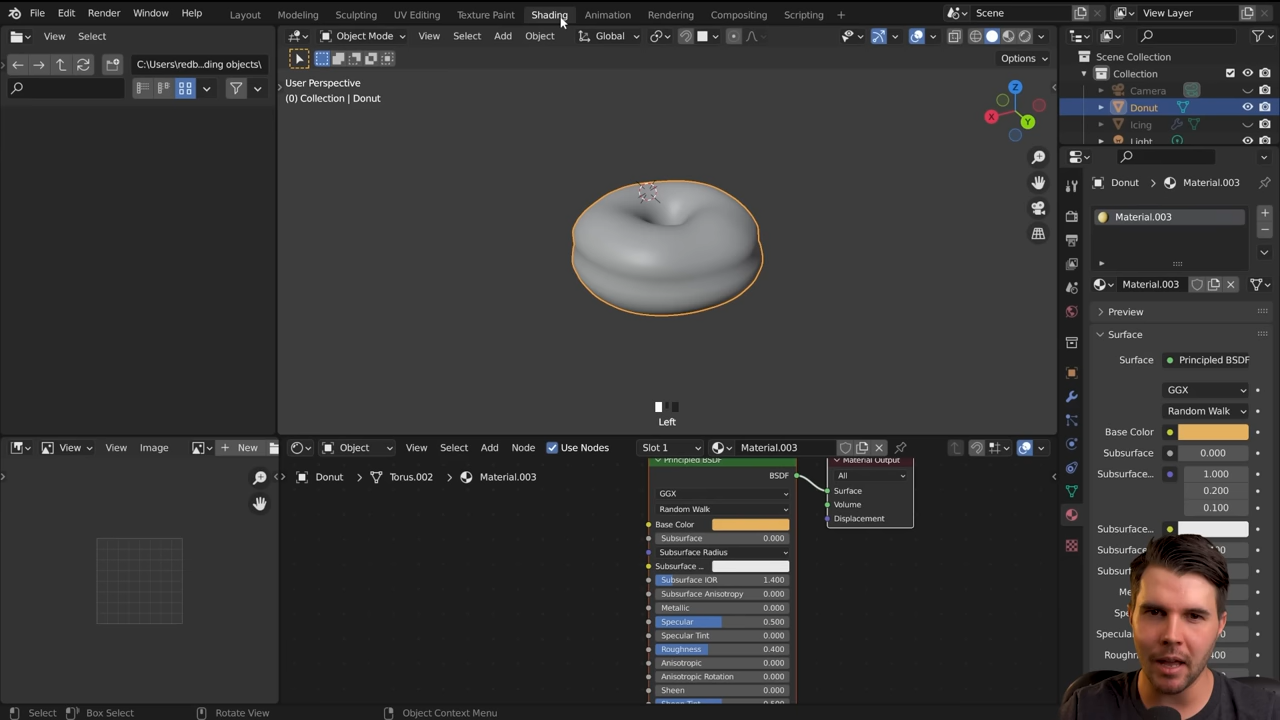 File Edit Render Window Help Layout Modeling Sculpting UV Editing Texture Paint Shading Animation Rendering Compositing Scripting + Scene View Layer
View Select
Object Mode View Select Add Object Global
C:\Users\redb...ding objects\
Options
User Perspective
(0) Collection | Donut
Z
X
Y
Left
Scene Collection
Collection
Camera
Donut
Icing
Light
Donut Material.003
Material.003
Material.003
Preview
Surface
Surface Principled BSDF
GGX
Random Walk
Base Color
Subsurface 0.000
Subsurface... 1.000
0.200
0.100
Subsurface...
View Image New
Object View Select Add Node Use Nodes Slot 1 Material.003
Donut Torus.002 Material.003
Principled BSDF
BSDF
GGX
Random Walk
Base Color
Subsurface 0.000
Subsurface Radius
Subsurface ..
Subsurface IOR 1.400
Subsurface Anisotropy 0.000
Metallic 0.000
Specular 0.500
Specular Tint 0.000
Roughness 0.400
Anisotropic 0.000
Anisotropic Rotation 0.000
Sheen 0.000
Sheen Tint 0.500
Material Output
All
Surface
Volume
Displacement
Select Box Select Rotate View Object Context Menu